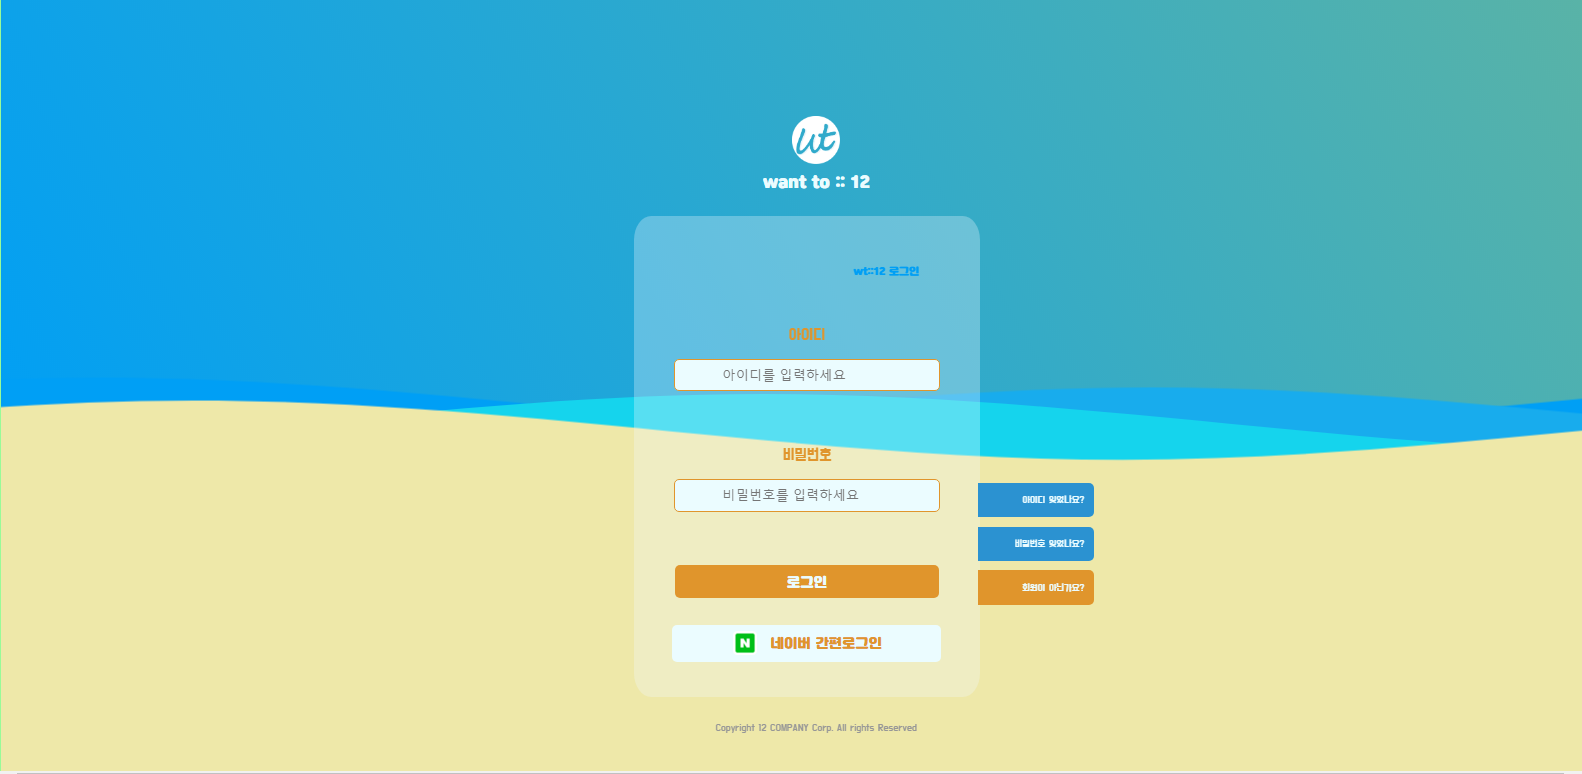 wt
want to :: 12
wt::12 로그인
아이디
아이디를 입력하세요
비밀번호
비밀번호를 입력하세요
아이디 잊었나요?
비밀번호 잊었나요?
회원이 아닌가요?
로그인
N 네이버 간편로그인
Copyright 12 COMPANY Corp. All rights Reserved